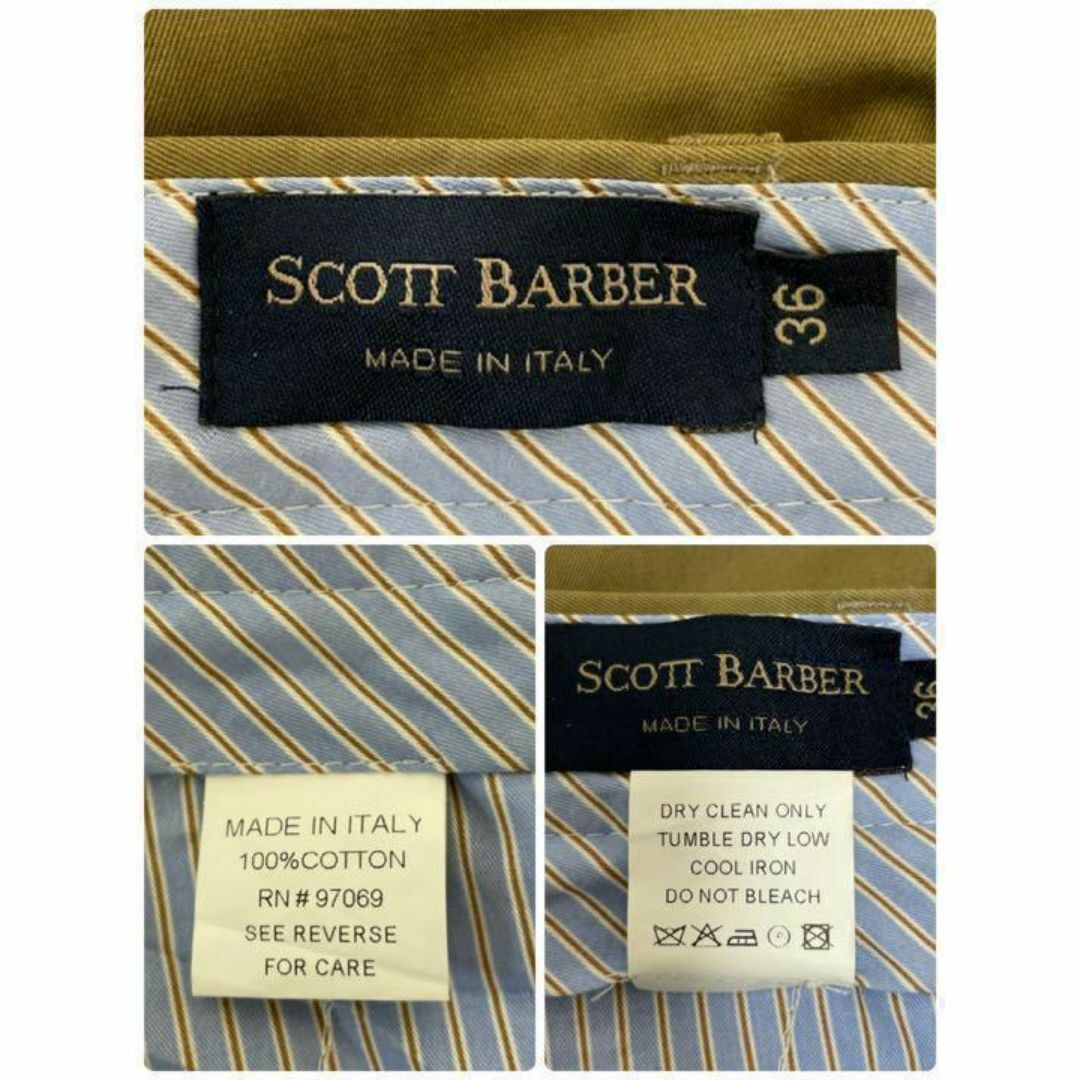 SCOTT BARBER
MADE IN ITALY
36
MADE IN ITALY
100%COTTON
RN # 97069
SEE REVERSE
FOR CARE
SCOTT BARBER
MADE IN ITALY
36
DRY CLEAN ONLY
TUMBLE DRY LOW
COOL IRON
DO NOT BLEACH